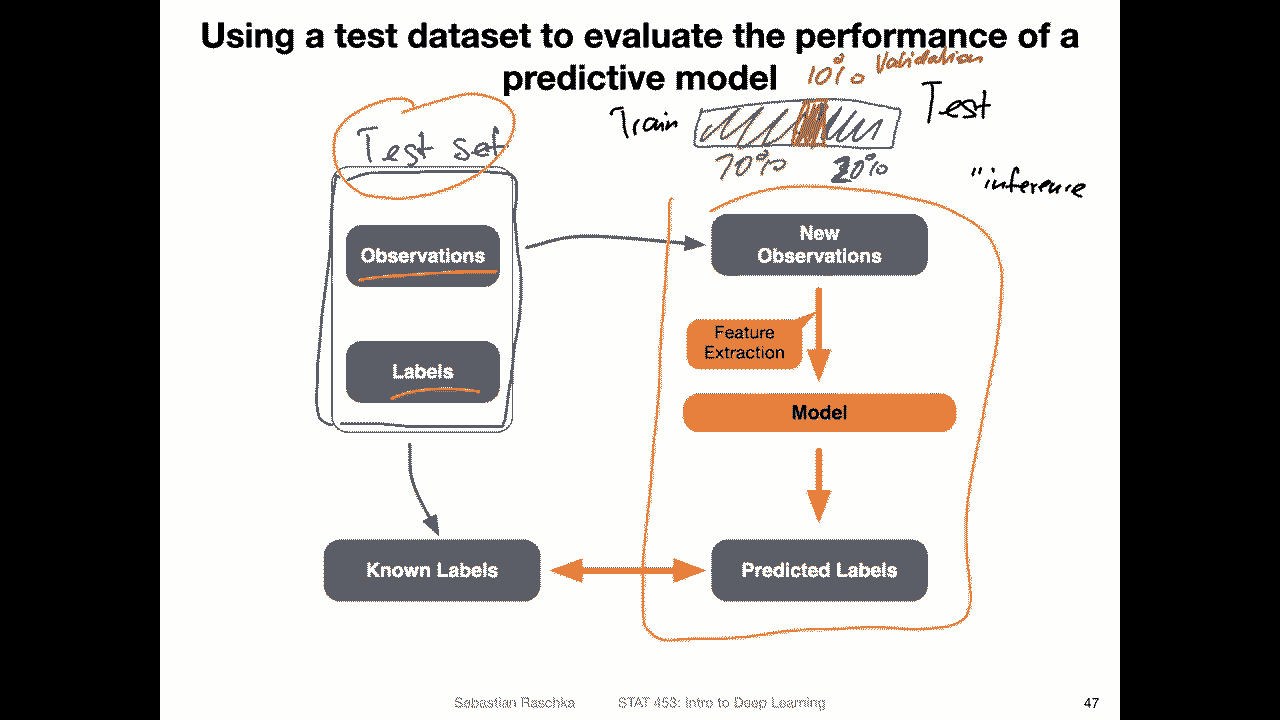 Using a test dataset to evaluate the performance of a
predictive model
10% Validation
Train
Test
70%
20%
Test set
"inference
Observations
New
Observations
Feature
Extraction
Labels
Model
Known Labels
Predicted Labels
Sebastian Raschka
STAT 453: Intro to Deep Learning
47